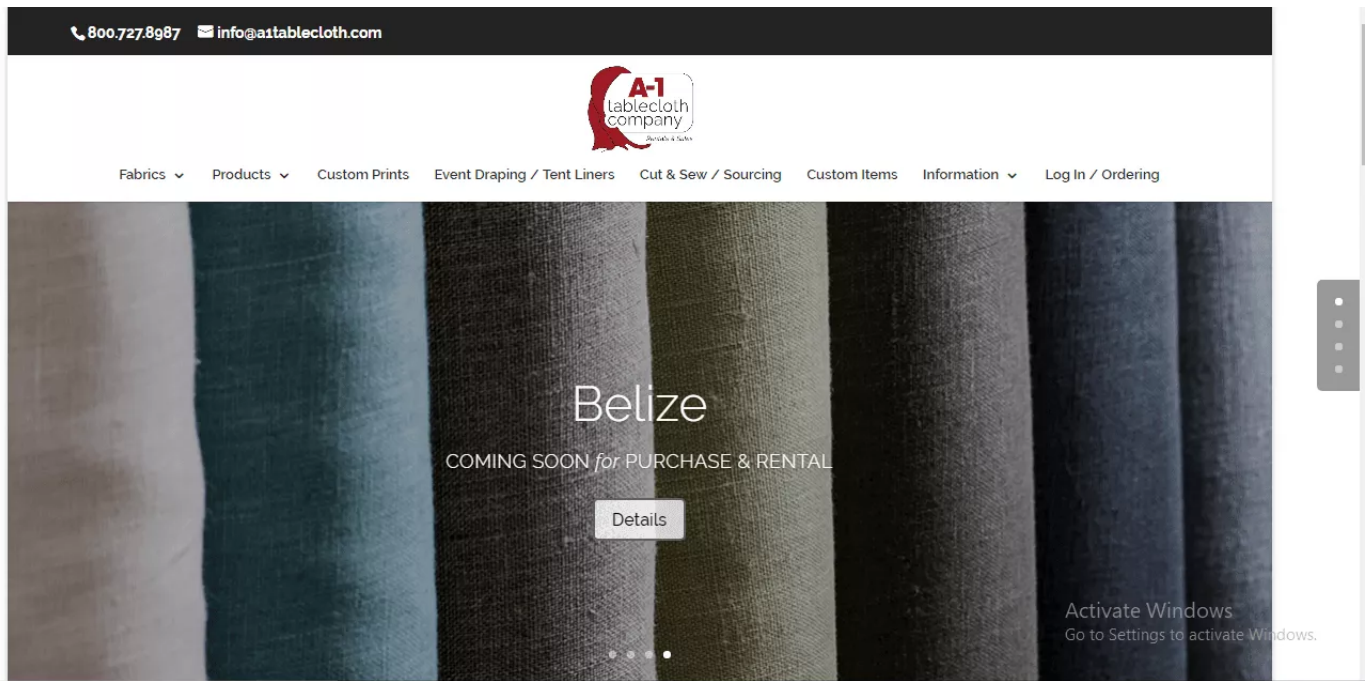 800.727.8987 info@a1tablecloth.com
A-1
tablecloth
company
Rentals & Sales
Fabrics Products Custom Prints Event Draping / Tent Liners Cut & Sew / Sourcing Custom Items Information Log In / Ordering
Belize
COMING SOON for PURCHASE & RENTAL
Details
Activate Windows
Go to Settings to activate Windows.